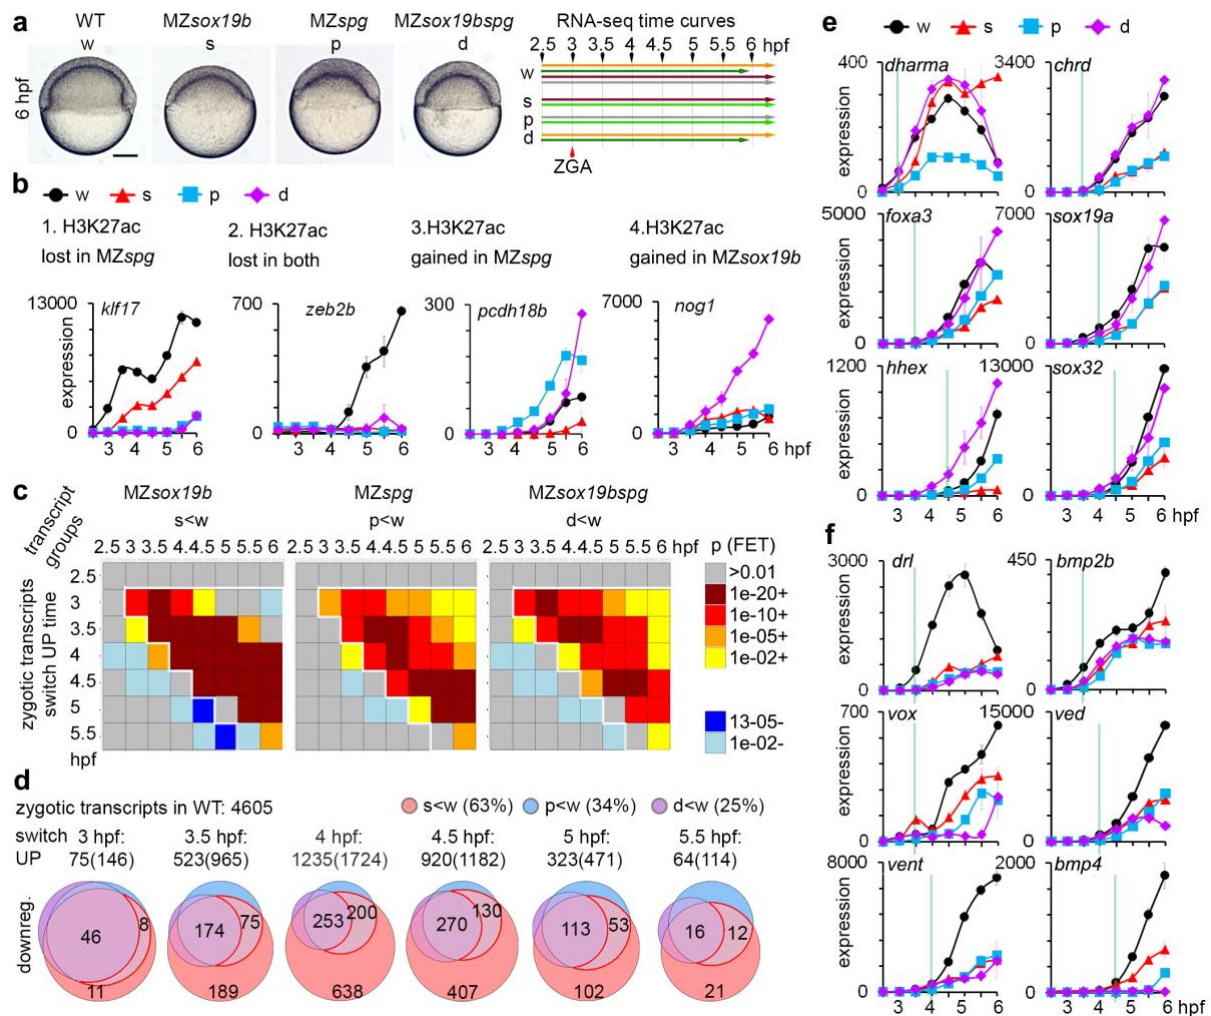 a
WT
w
MZsox19b
s
MZspg
p
MZsox19bspg
d
6 hpf
RNA-seq time curves
2.5 3 3.5 4 4.5 5 5.5 6 hpf
w
s
p
d
ZGA
b
w s p d
1. H3K27ac
lost in MZspg
2. H3K27ac
lost in both
3.H3K27ac
gained in MZspg
4.H3K27ac
gained in MZsox19b
expression
13000
klf17
0
3 4 5 6
700
zeb2b
0
3 4 5 6
300
pcdh18b
0
3 4 5 6
7000
nog1
0
3 4 5 6 hpf
c
MZsox19b
s<w
MZspg
p<w
MZsox19bspg
d<w
transcript
groups
2.5 3 3.5 4 4.5 5 5.5 6
2.5 3 3.5 4 4.5 5 5.5 6
2.5 3 3.5 4 4.5 5 5.5 6 hpf
zygotic transcripts
switch UP time
2.5
3
3.5
4
4.5
5
5.5
hpf
p (FET)
>0.01
1e-20+
1e-10+
1e-05+
1e-02+
13-05-
1e-02-
d
zygotic transcripts in WT: 4605
s<w (63%) p<w (34%) d<w (25%)
switch 3 hpf: 3.5 hpf: 4 hpf: 4.5 hpf: 5 hpf: 5.5 hpf:
UP 75(146) 523(965) 1235(1724) 920(1182) 323(471) 64(114)
downreg.
46 8 11
174 75 189
253 200 638
270 130 407
113 53 102
16 12 21
e
w s p d
expression
400
dharma
0
3400
chrd
0
expression
5000
foxa3
0
7000
sox19a
0
expression
1200
hhex
0
3 4 5 6
13000
sox32
0
3 4 5 6 hpf
f
expression
3000
drl
0
450
bmp2b
0
expression
700
vox
0
15000
ved
0
expression
8000
vent
0
3 4 5 6
2000
bmp4
0
3 4 5 6 hpf